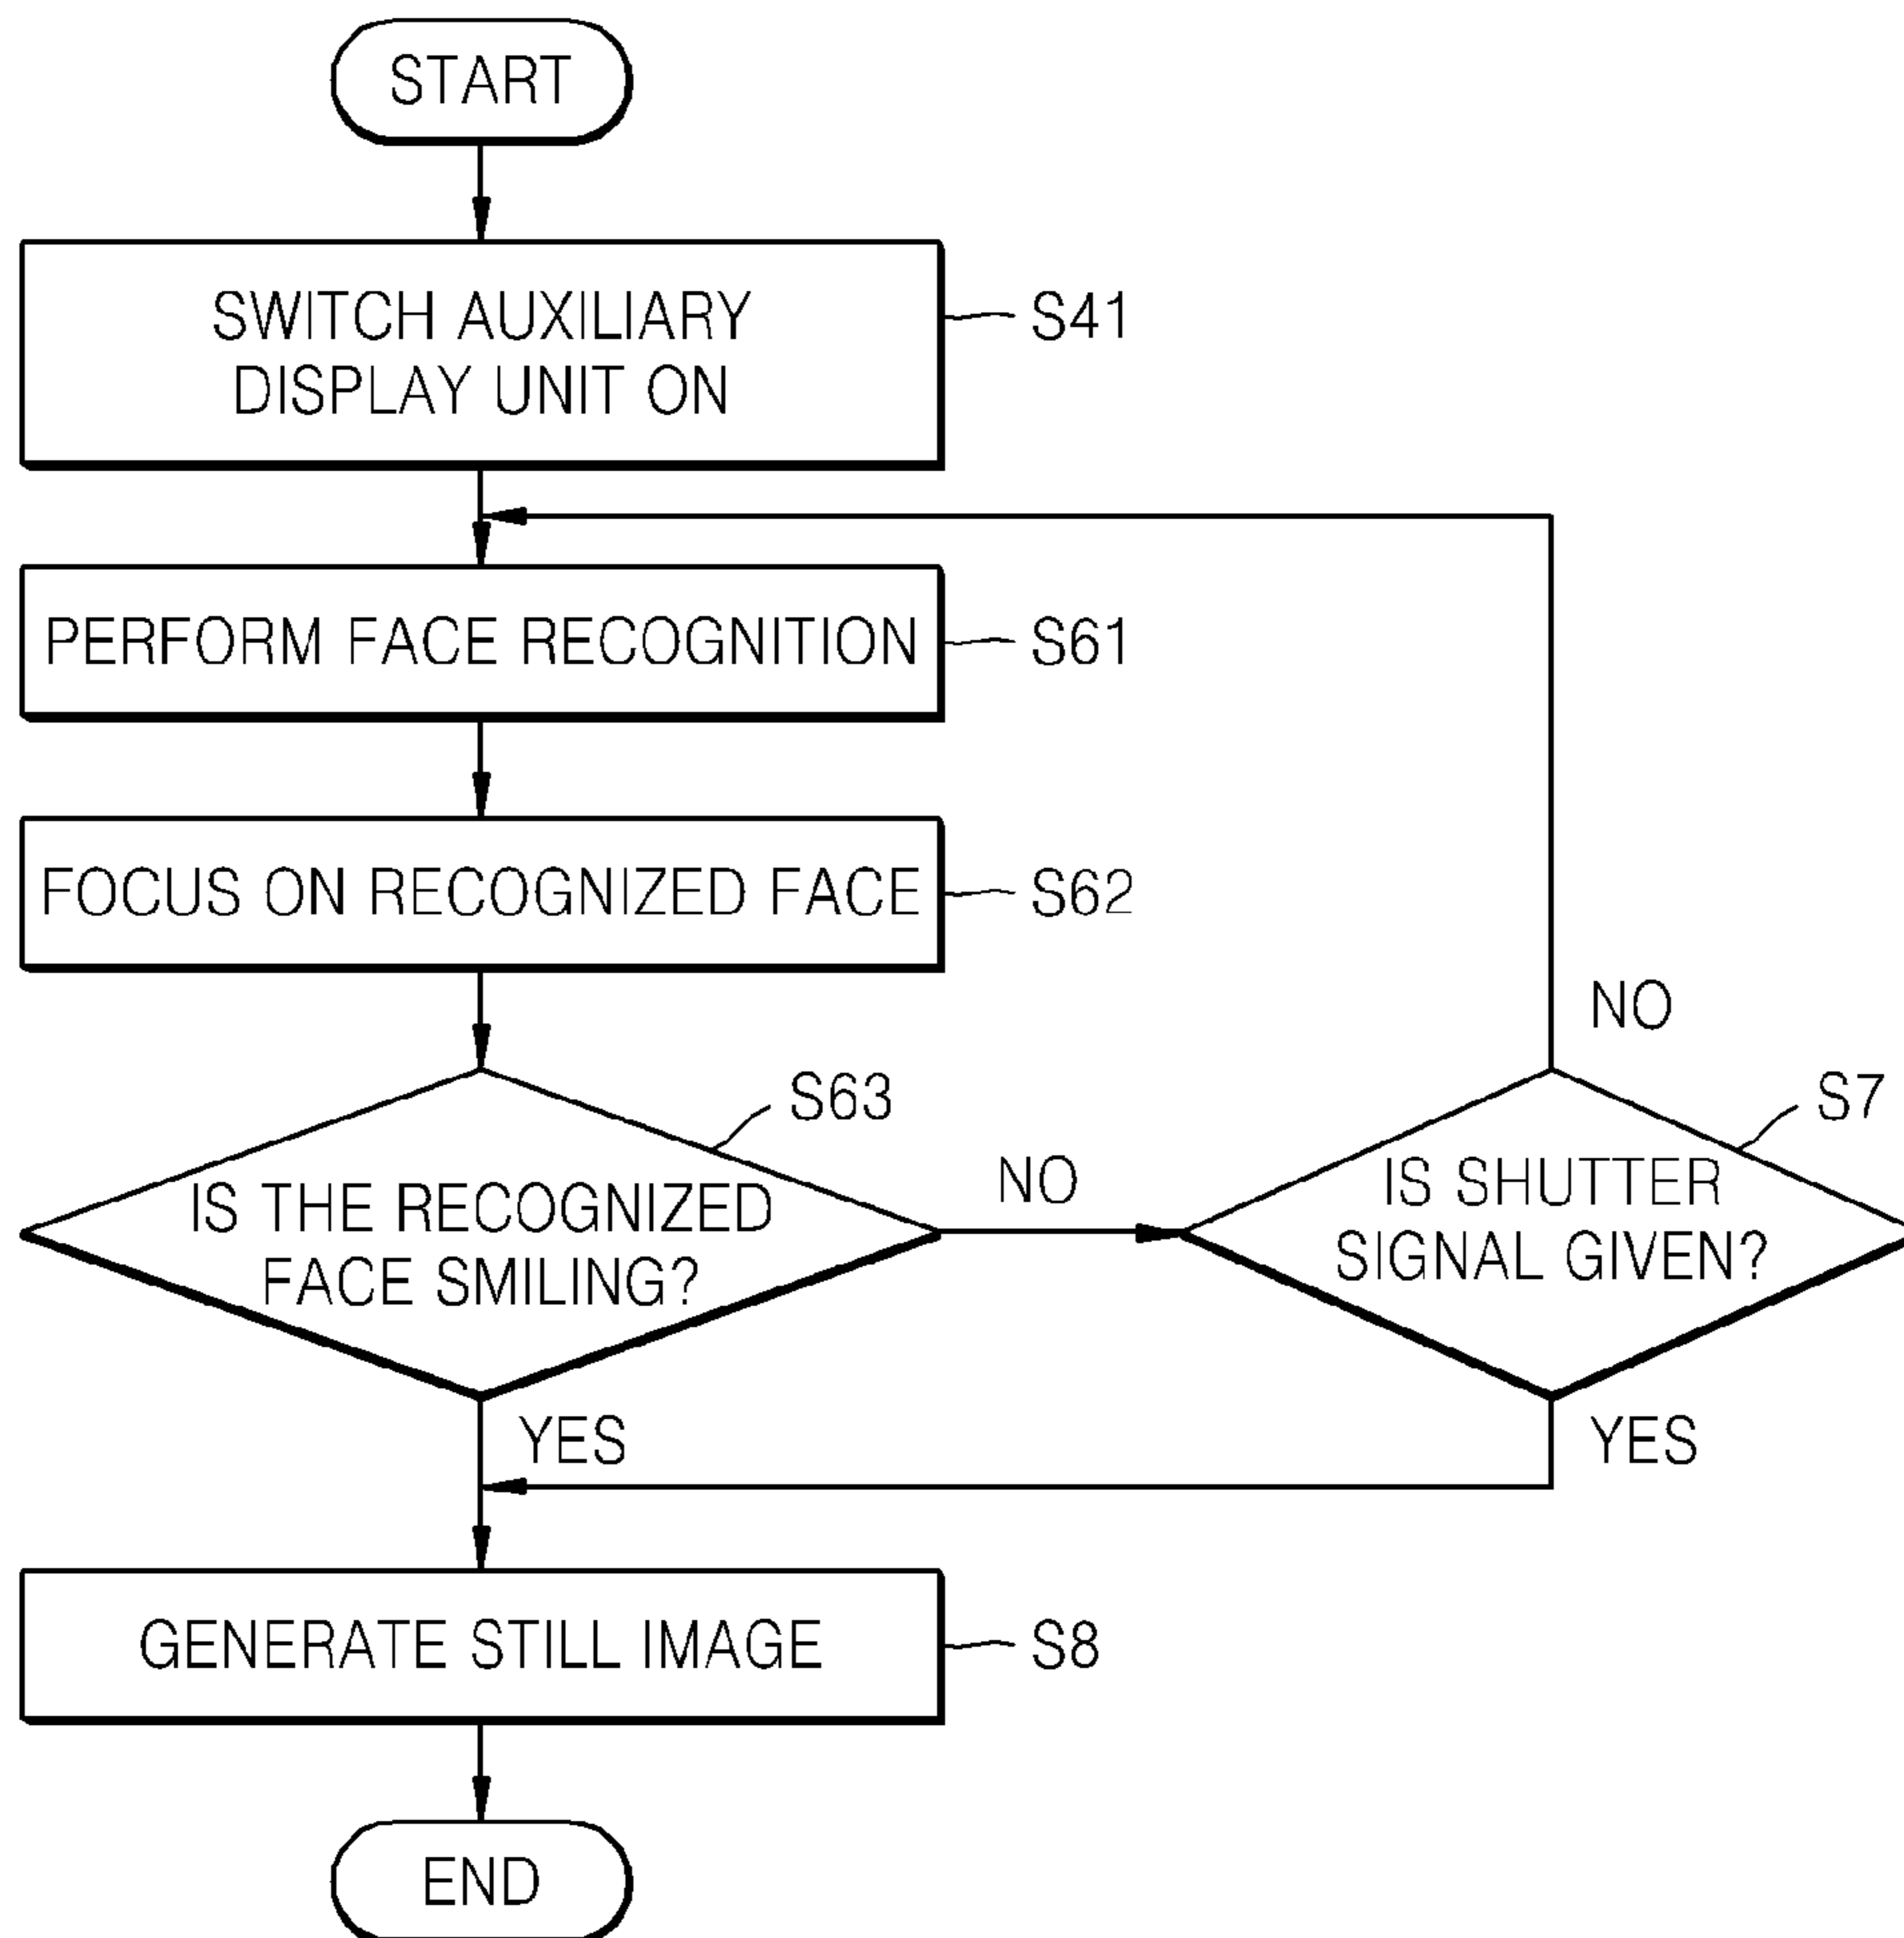 START
SWITCH AUXILIARY
DISPLAY UNIT ON
S41
PERFORM FACE RECOGNITION
S61
FOCUS ON RECOGNIZED FACE
S62
NO
S63
S7
IS THE RECOGNIZED
FACE SMILING?
NO
IS SHUTTER
SIGNAL GIVEN?
YES
YES
GENERATE STILL IMAGE
S8
END